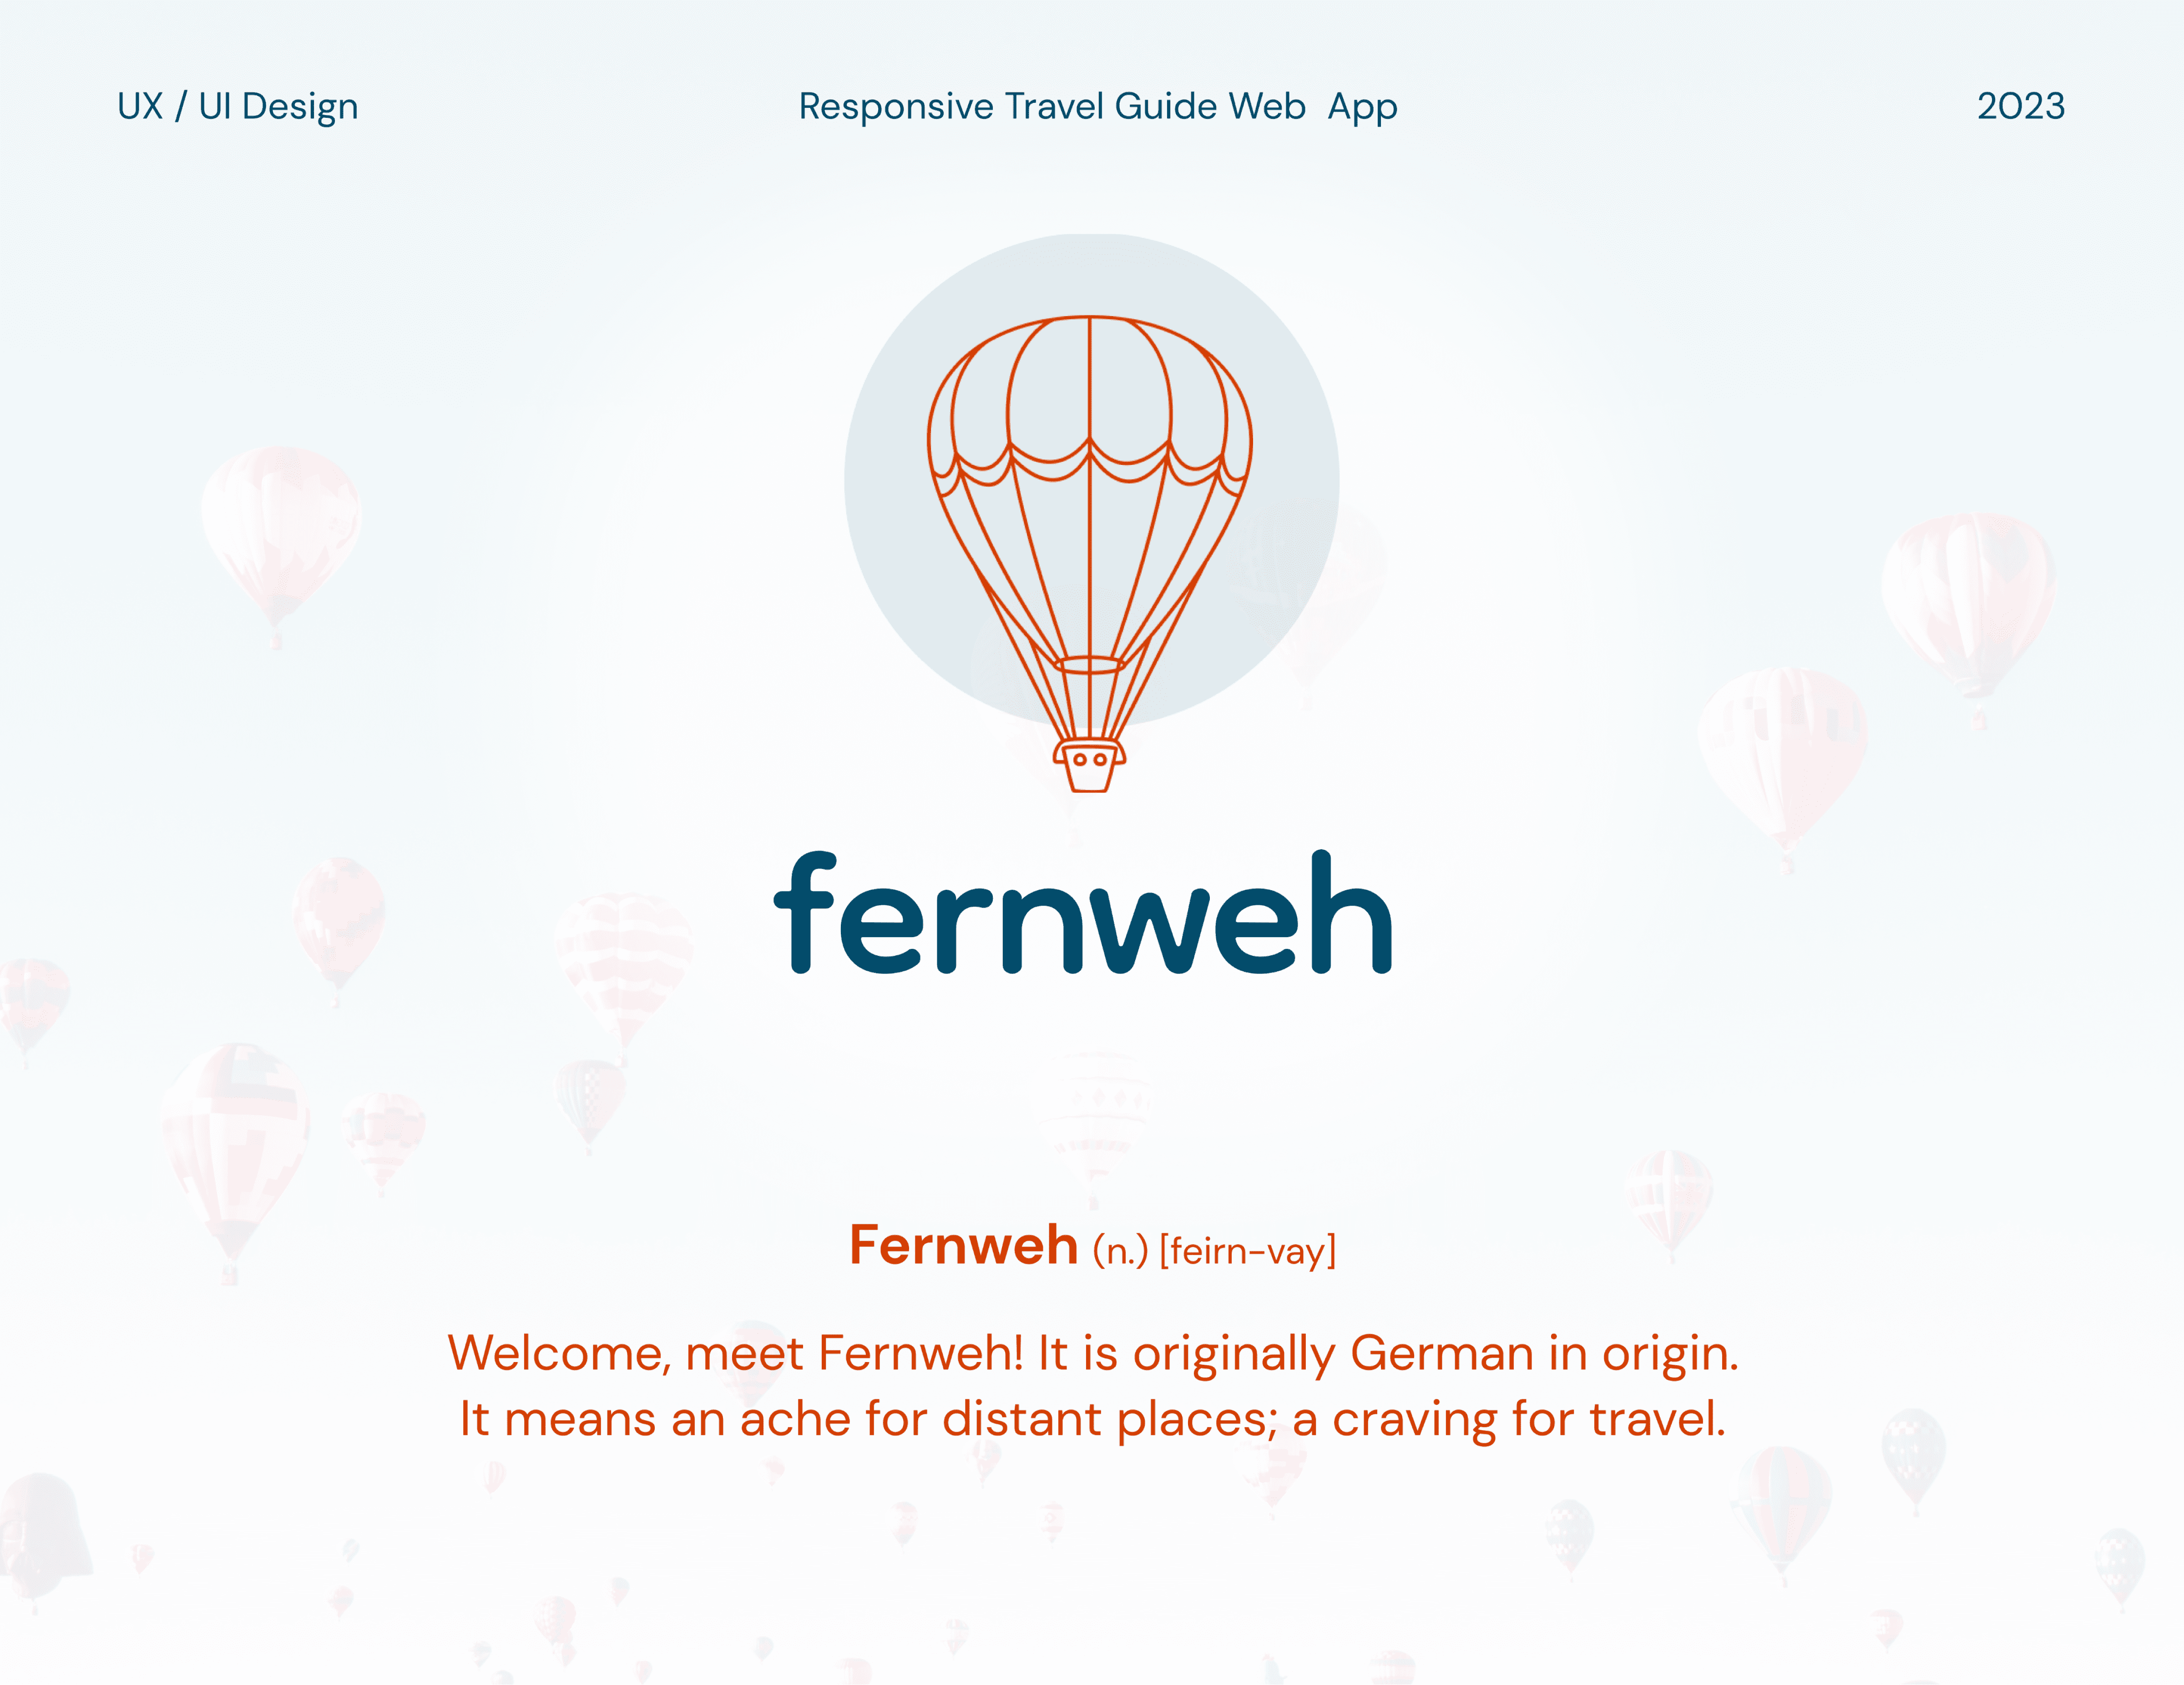 UX / UI Design
Responsive Travel Guide Web  App
2023
fernweh
Fernweh (n.) [feirn-vay]
Welcome, meet Fernweh! It is originally German in origin.
It means an ache for distant places; a craving for travel.